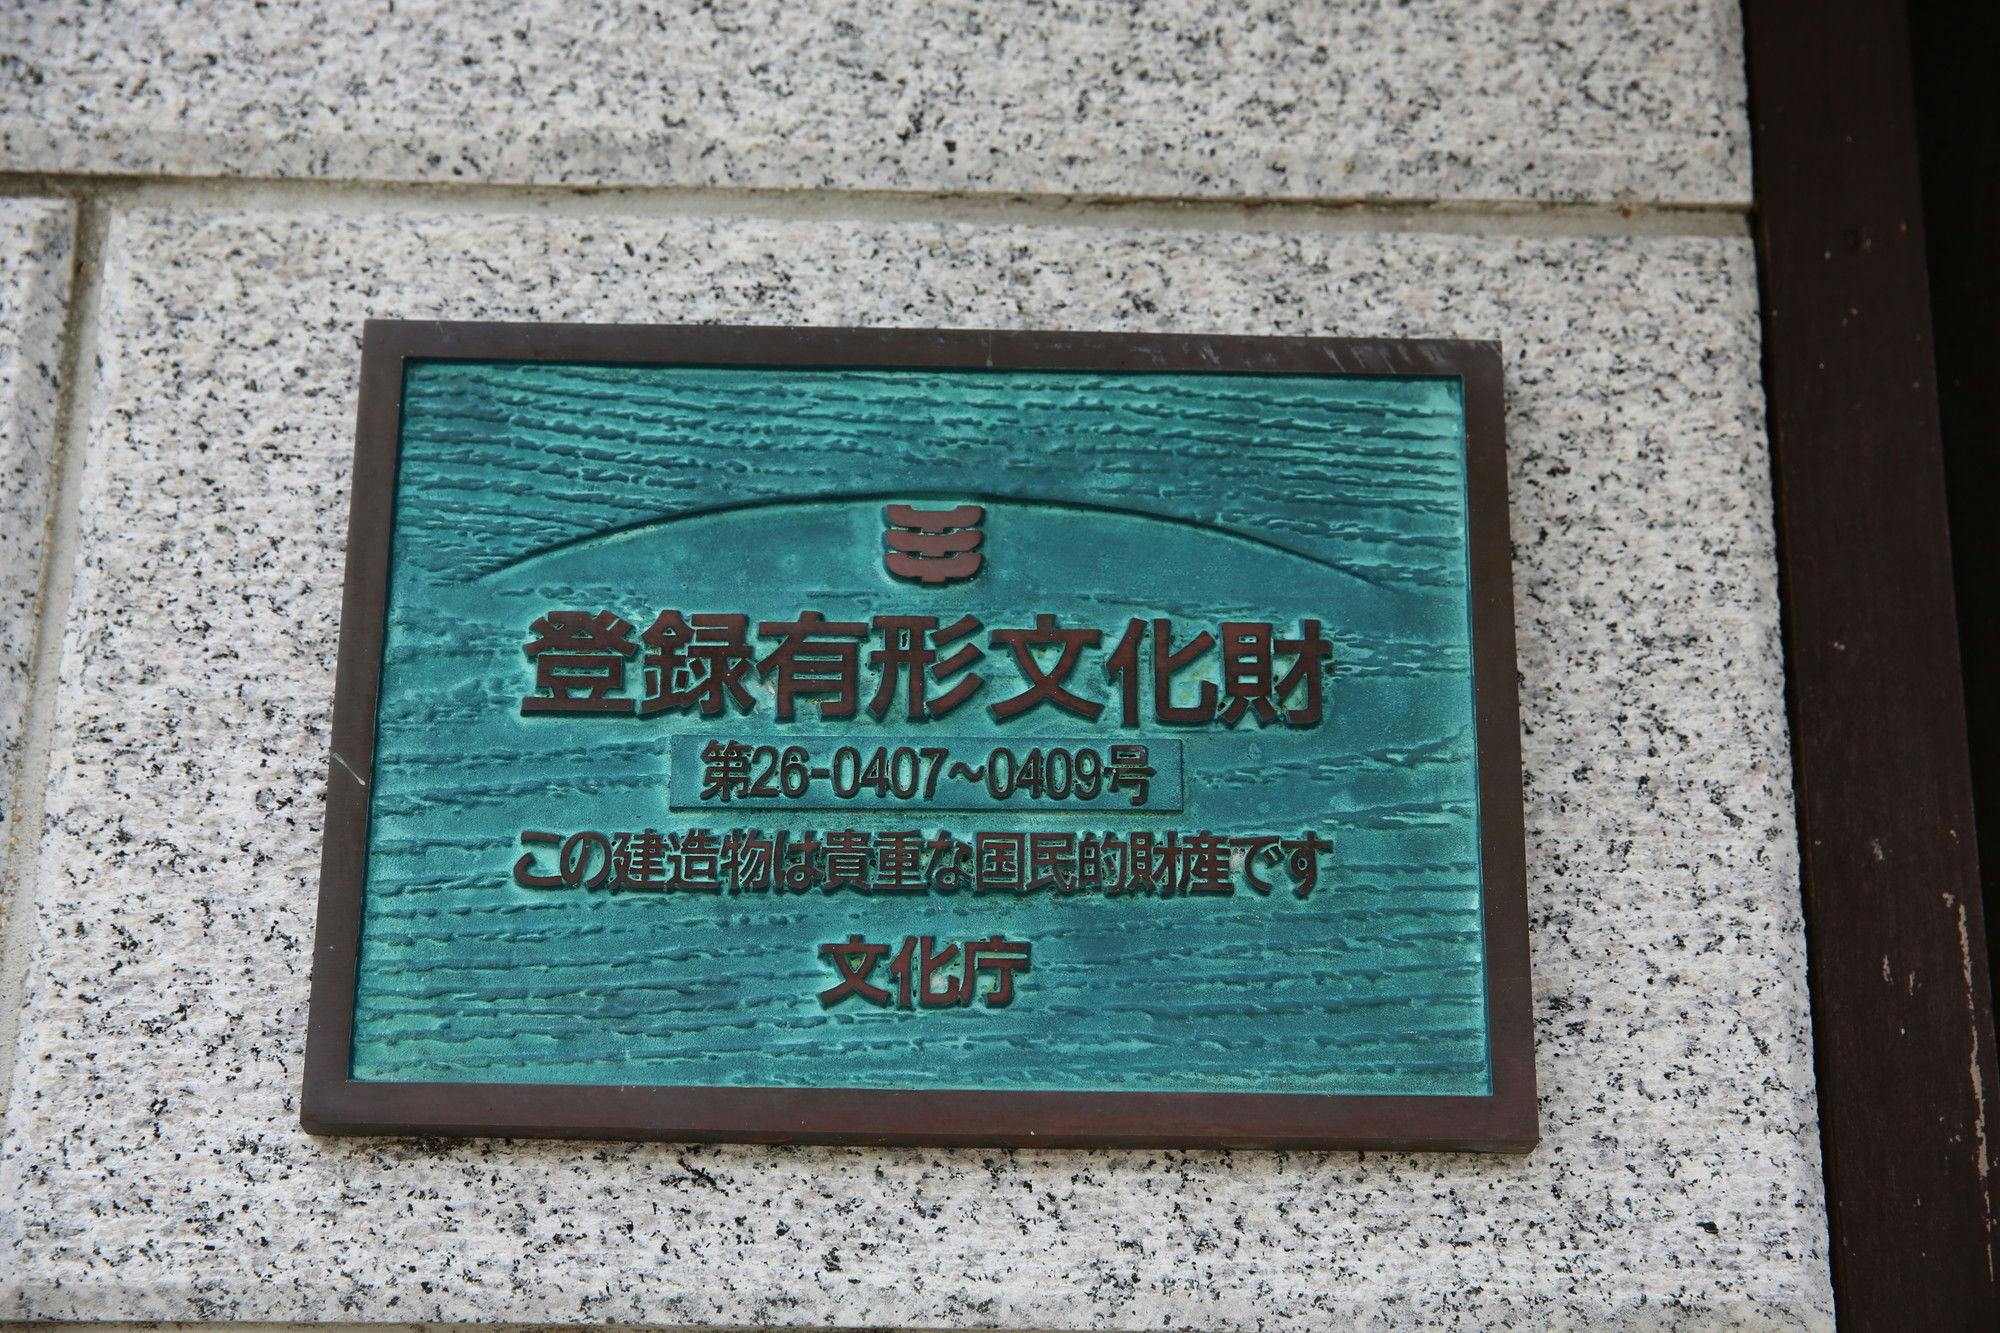 登録有形文化財
第26-0407~0409号
この建造物は貴重な国民的財産です
文化庁